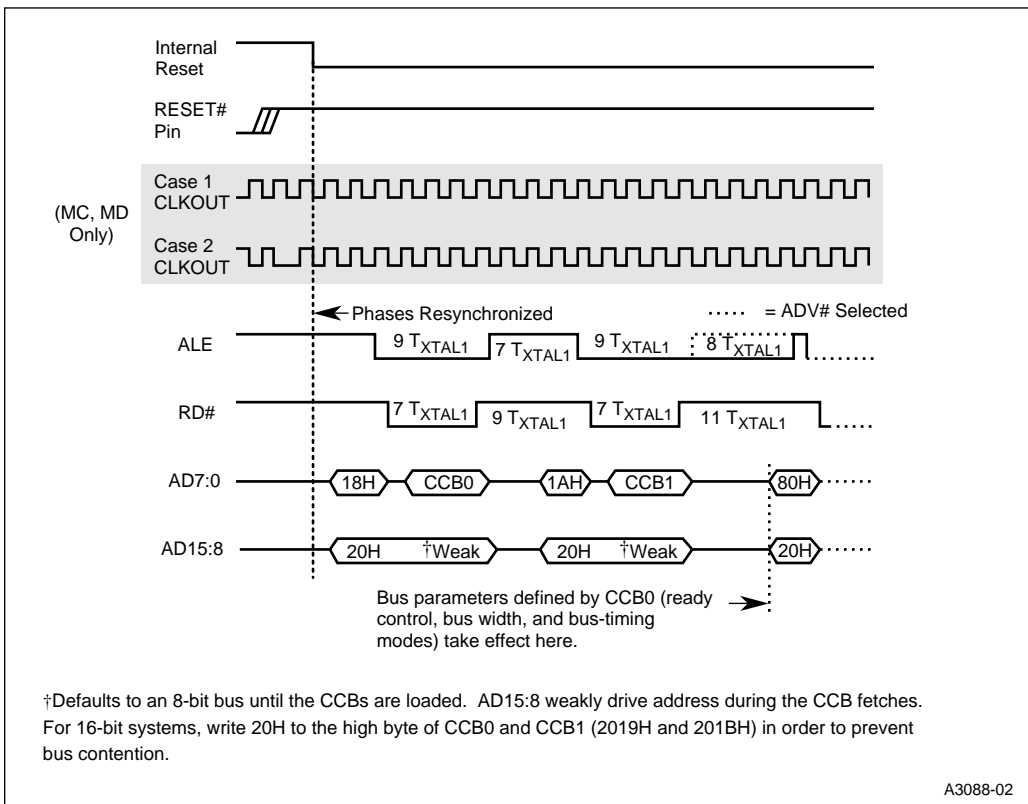 Internal
Reset
RESET#
Pin
(MC, MD
Only)
Case 1
CLKOUT
Case 2
CLKOUT
Phases Resynchronized
= ADV# Selected
ALE
9 TXTAL1
7 TXTAL1
9 TXTAL1
8 TXTAL1
RD#
7 TXTAL1
9 TXTAL1
7 TXTAL1
11 TXTAL1
AD7:0
18H
CCB0
1AH
CCB1
80H
AD15:8
20H
†Weak
20H
†Weak
20H
Bus parameters defined by CCB0 (ready
control, bus width, and bus-timing
modes) take effect here.
†Defaults to an 8-bit bus until the CCBs are loaded. AD15:8 weakly drive address during the CCB fetches.
For 16-bit systems, write 20H to the high byte of CCB0 and CCB1 (2019H and 201BH) in order to prevent
bus contention.
A3088-02